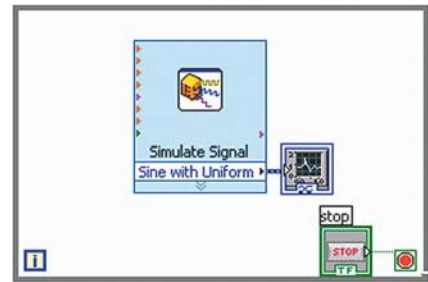 Simulate Signal
Sine with Uniform
stop
STOP
TF
i